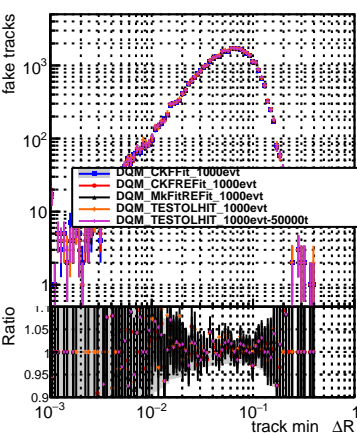 fake tracks
10³
10²
10
1
DQM_CKFFit_1000evt
DQM_CKFREFit_1000evt
DQM_MkFitREFit_1000evt
DQM_TESTOLHIT_1000evt
DQM_TESTOLHIT_1000evt-50000t
Ratio
1.05
1
0.95
0.9
10⁻³
10⁻²
10⁻¹
1
track min ΔR